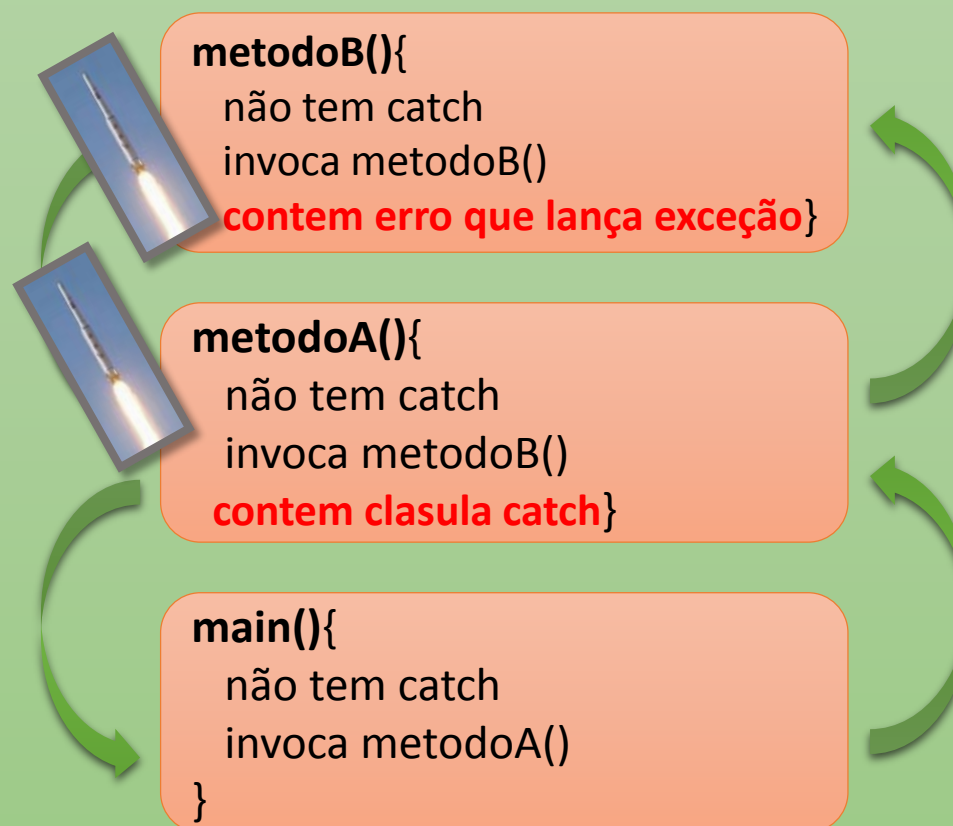 metodoB(){
não tem catch
invoca metodoB()
contem erro que lança exceção}
metodoA(){
não tem catch
invoca metodoB()
contem clasula catch}
main(){
não tem catch
invoca metodoA()
}